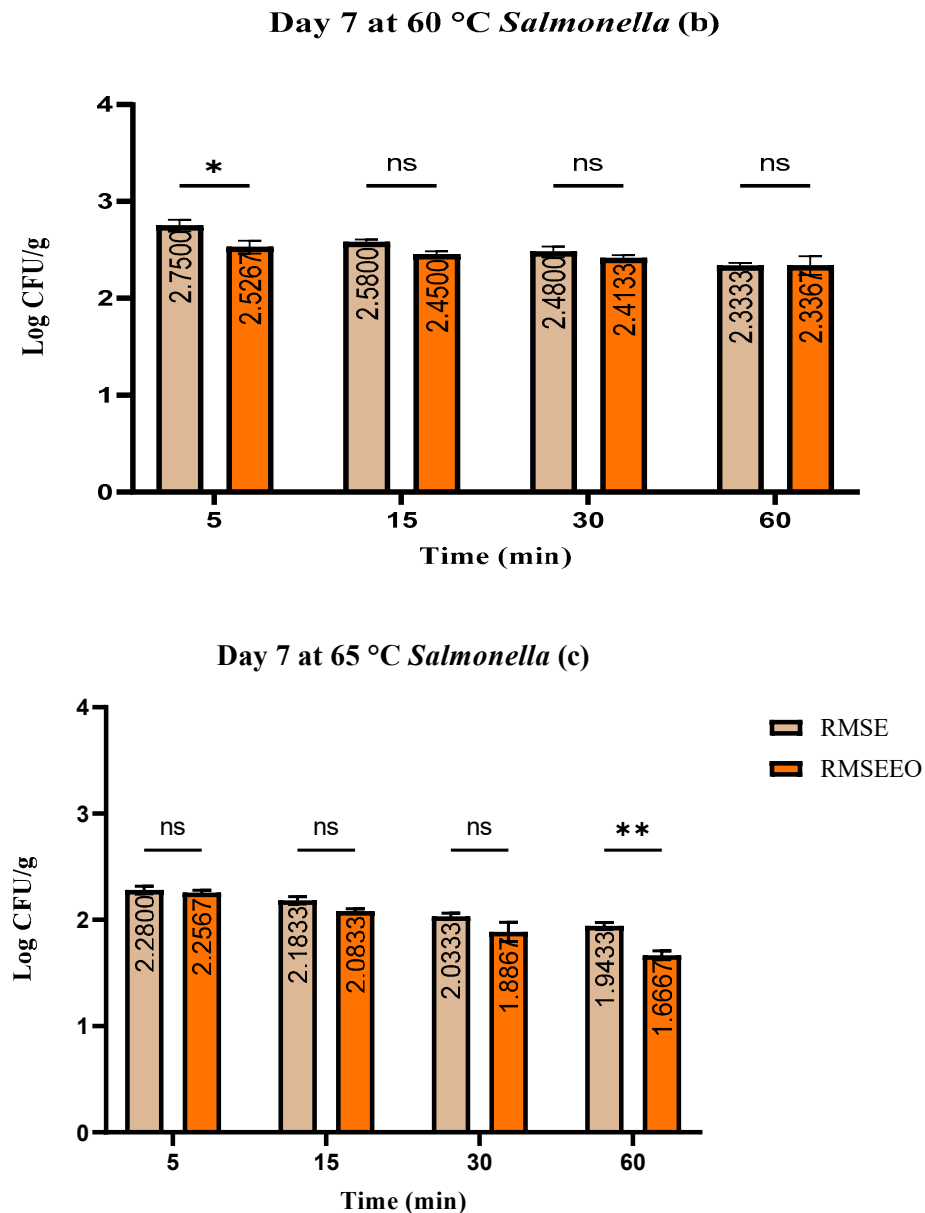 Day 7 at 60 °C Salmonella (b)
4
*
ns
ns
ns
3
2.7500
2.5267
2.5800
2.4500
2.4800
2.4133
2.3333
2.3367
Log CFU/g
2
1
0
5
15
30
60
Time (min)
Day 7 at 65 °C Salmonella (c)
4
RMSE
RMSEEO
3
ns
ns
ns
**
2.2800
2.2567
2.1833
2.0833
2.0333
1.8867
1.9433
1.6667
Log CFU/g
2
1
0
5
15
30
60
Time (min)